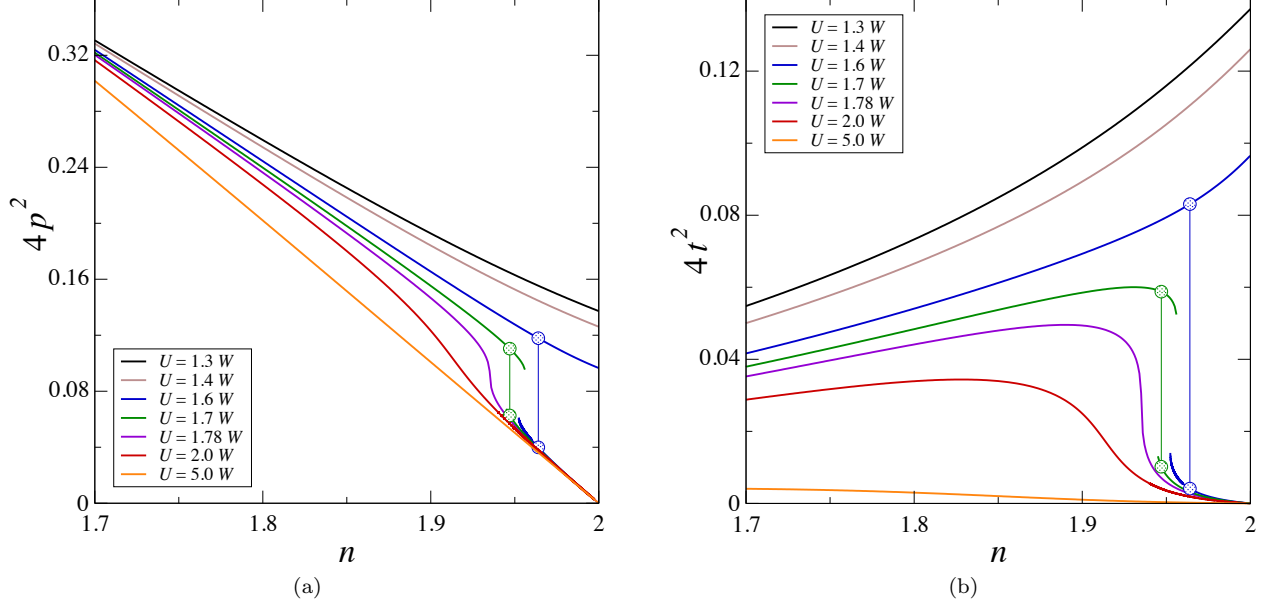 4p²
0.32
0.24
0.16
0.08
0
1.7
1.8
1.9
2
n
U = 1.3 W
U = 1.4 W
U = 1.6 W
U = 1.7 W
U = 1.78 W
U = 2.0 W
U = 5.0 W
(a)
4t²
0.12
0.08
0.04
0
1.7
1.8
1.9
2
n
U = 1.3 W
U = 1.4 W
U = 1.6 W
U = 1.7 W
U = 1.78 W
U = 2.0 W
U = 5.0 W
(b)